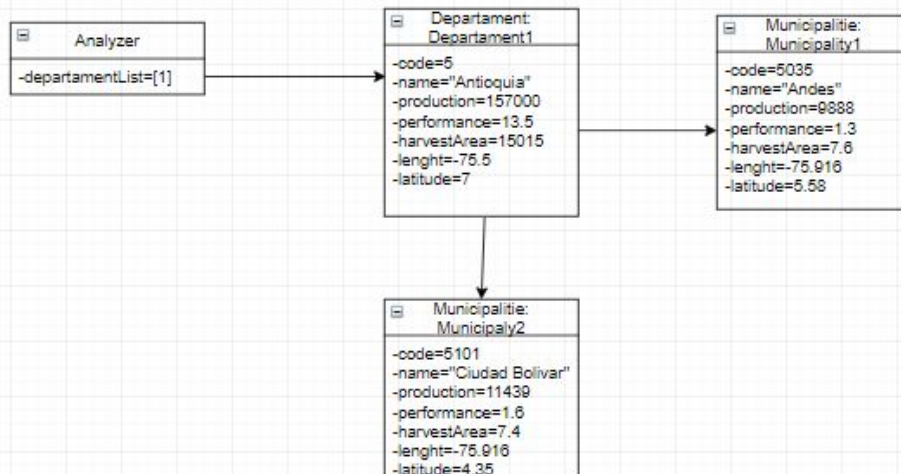 Analyzer
-departamentList=[1]
Departament:
Departament1
-code=5
-name="Antioquia"
-production=157000
-performance=13.5
-harvestArea=15015
-lenght=-75.5
-latitude=7
Municipalitie:
Municipality1
-code=5035
-name="Andes"
-production=9888
-performance=1.3
-harvestArea=7.6
-lenght=-75.916
-latitude=5.58
Municipalitie:
Municipaly2
-code=5101
-name="Ciudad Bolivar"
-production=11439
-performance=1.6
-harvestArea=7.4
-lenght=-75.916
-latitude=4.35